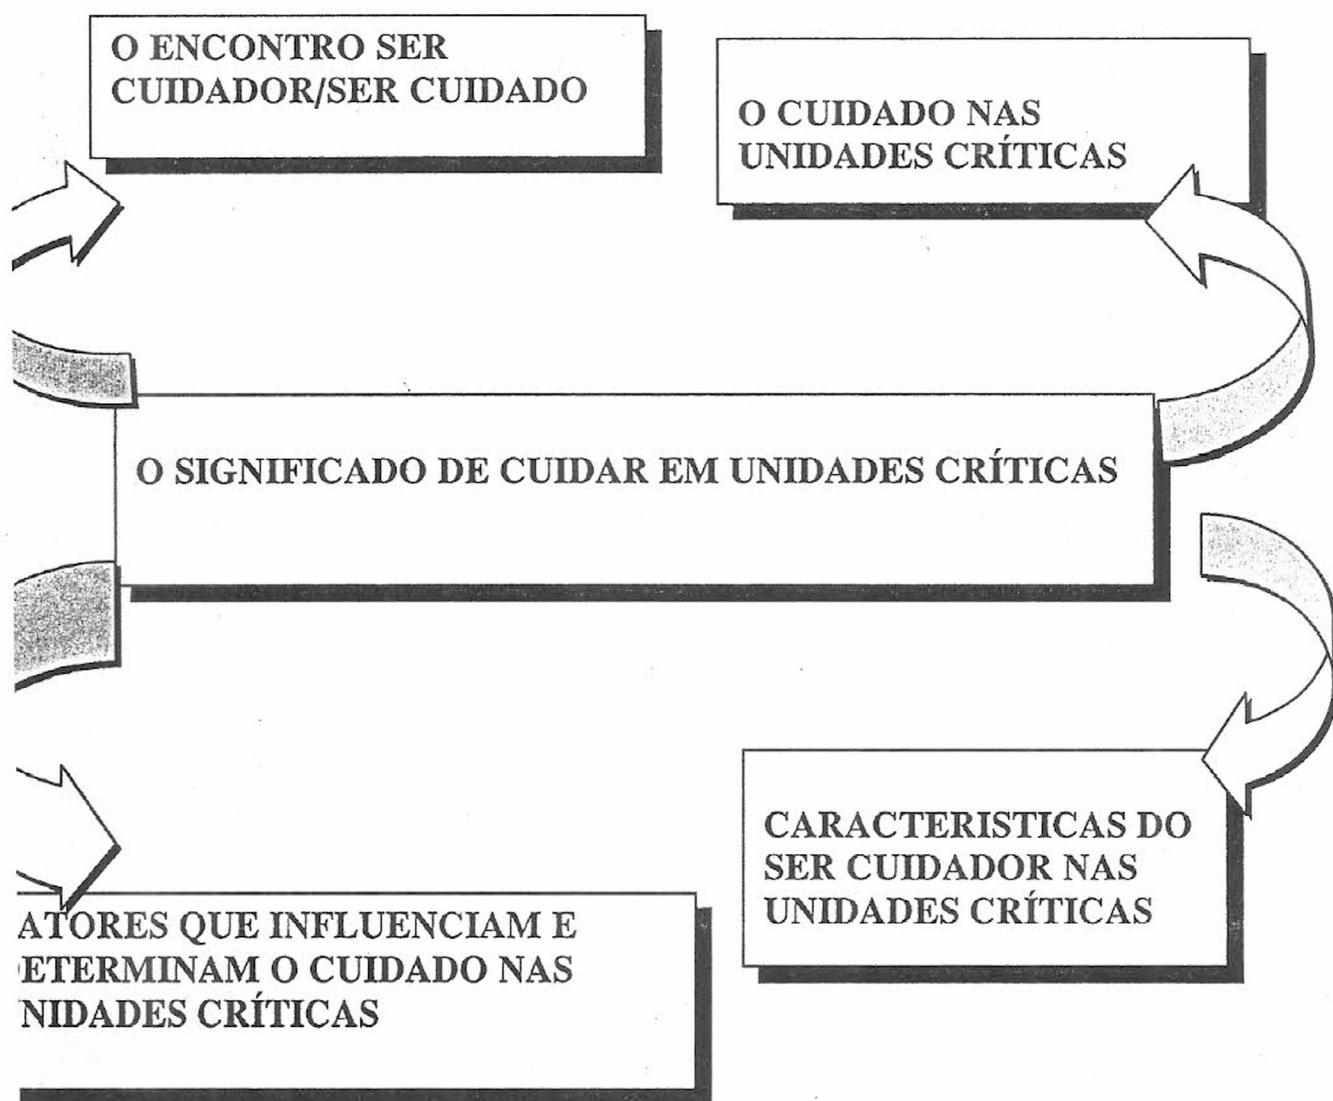 O ENCONTRO SER
CUIDADOR/SER CUIDADO
O CUIDADO NAS
UNIDADES CRÍTICAS
O SIGNIFICADO DE CUIDAR EM UNIDADES CRÍTICAS
CARACTERISTICAS DO
SER CUIDADOR NAS
UNIDADES CRÍTICAS
ATORES QUE INFLUENCIAM E
ETERMINAM O CUIDADO NAS
NIDADES CRÍTICAS